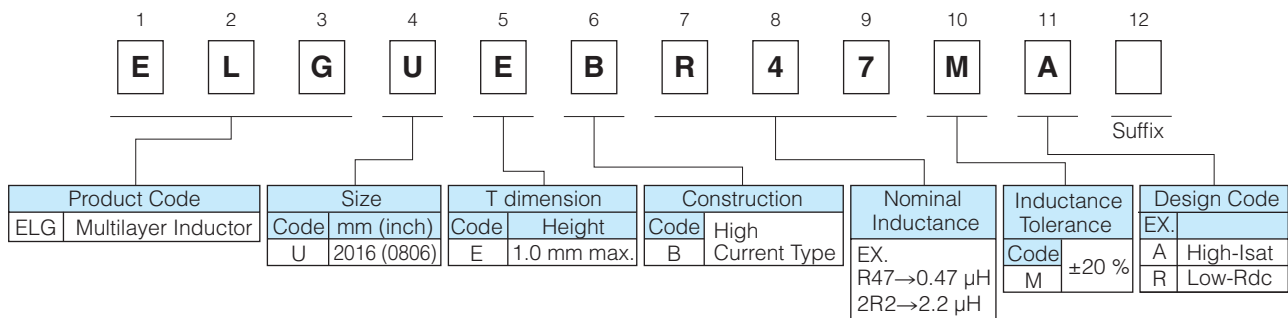 1 2 3 4 5 6 7 8 9 10 11 12
E L G U E B R 4 7 M A
Suffix
Product Code
ELG Multilayer Inductor
Size
Code mm (inch)
U 2016 (0806)
T dimension
Code Height
E 1.0 mm max.
Construction
Code High
B Current Type
Nominal
Inductance
EX.
R47→0.47 µH
2R2→2.2 µH
Inductance
Tolerance
Code ±20 %
M
Design Code
EX.
A High-Isat
R Low-Rdc